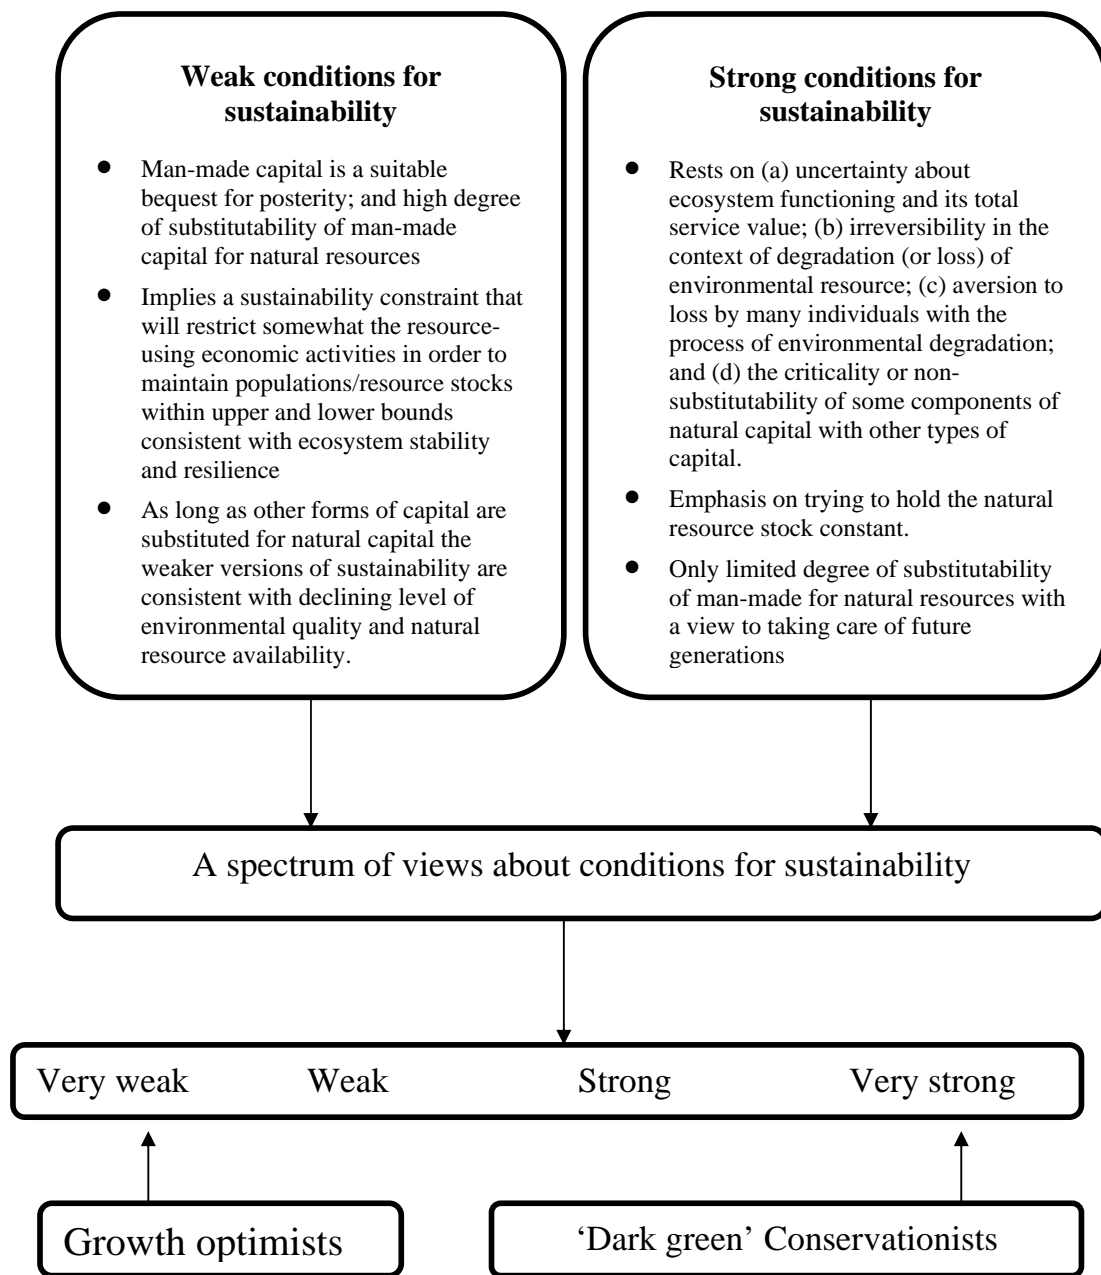 Weak conditions for
sustainability
● Man-made capital is a suitable
bequest for posterity; and high degree
of substitutability of man-made
capital for natural resources
● Implies a sustainability constraint that
will restrict somewhat the resource-
using economic activities in order to
maintain populations/resource stocks
within upper and lower bounds
consistent with ecosystem stability
and resilience
● As long as other forms of capital are
substituted for natural capital the
weaker versions of sustainability are
consistent with declining level of
environmental quality and natural
resource availability.
Strong conditions for
sustainability
● Rests on (a) uncertainty about
ecosystem functioning and its total
service value; (b) irreversibility in the
context of degradation (or loss) of
environmental resource; (c) aversion to
loss by many individuals with the
process of environmental degradation;
and (d) the criticality or non-
substitutability of some components of
natural capital with other types of
capital.
● Emphasis on trying to hold the natural
resource stock constant.
● Only limited degree of substitutability
of man-made for natural resources with
a view to taking care of future
generations
A spectrum of views about conditions for sustainability
Very weak Weak Strong Very strong
Growth optimists
‘Dark green’ Conservationists